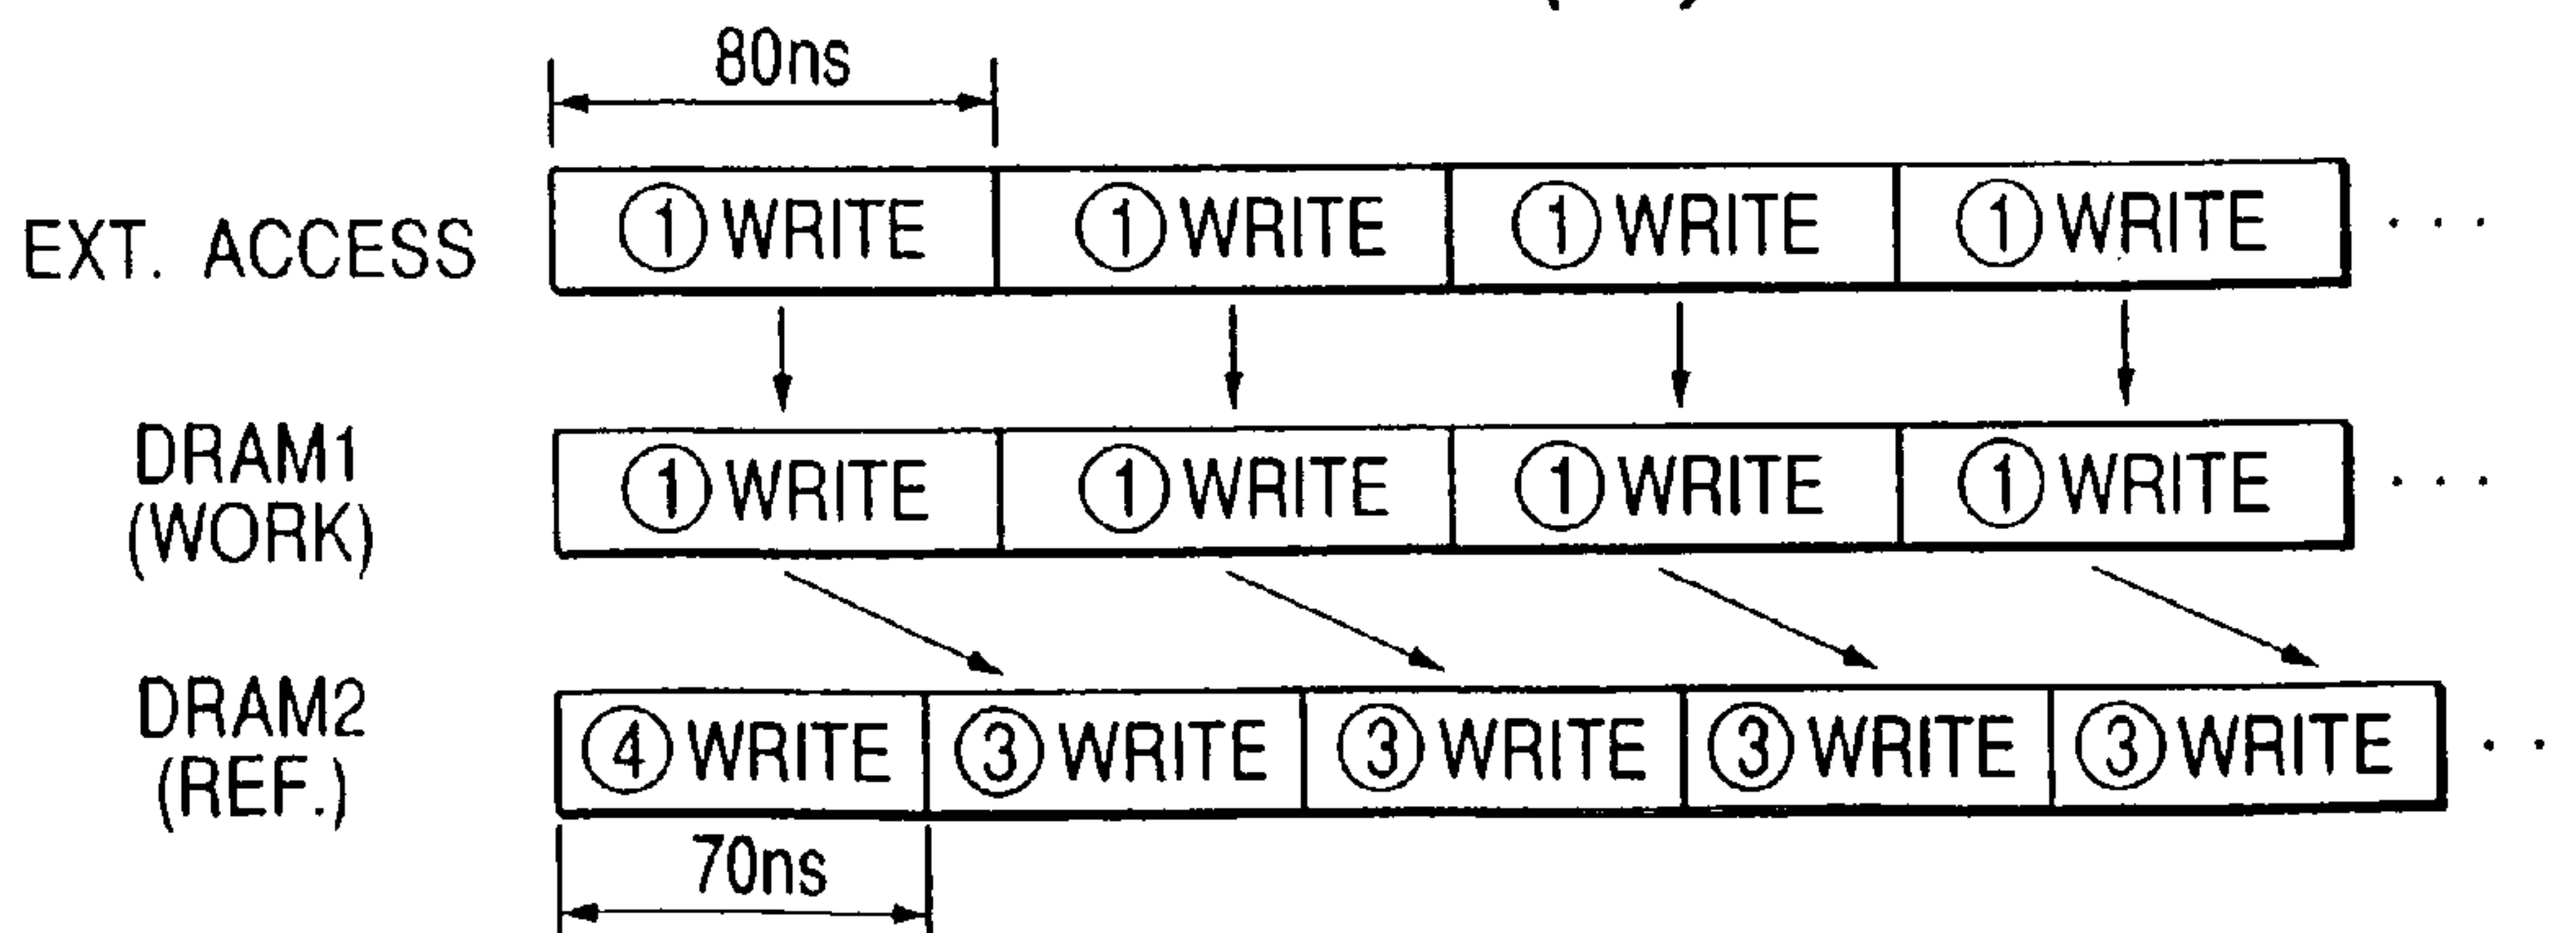 80ns
EXT. ACCESS ①WRITE ①WRITE ①WRITE ①WRITE ...
DRAM1
(WORK) ①WRITE ①WRITE ①WRITE ①WRITE ...
DRAM2
(REF.) ④WRITE ③WRITE ③WRITE ③WRITE ③WRITE ..
70ns